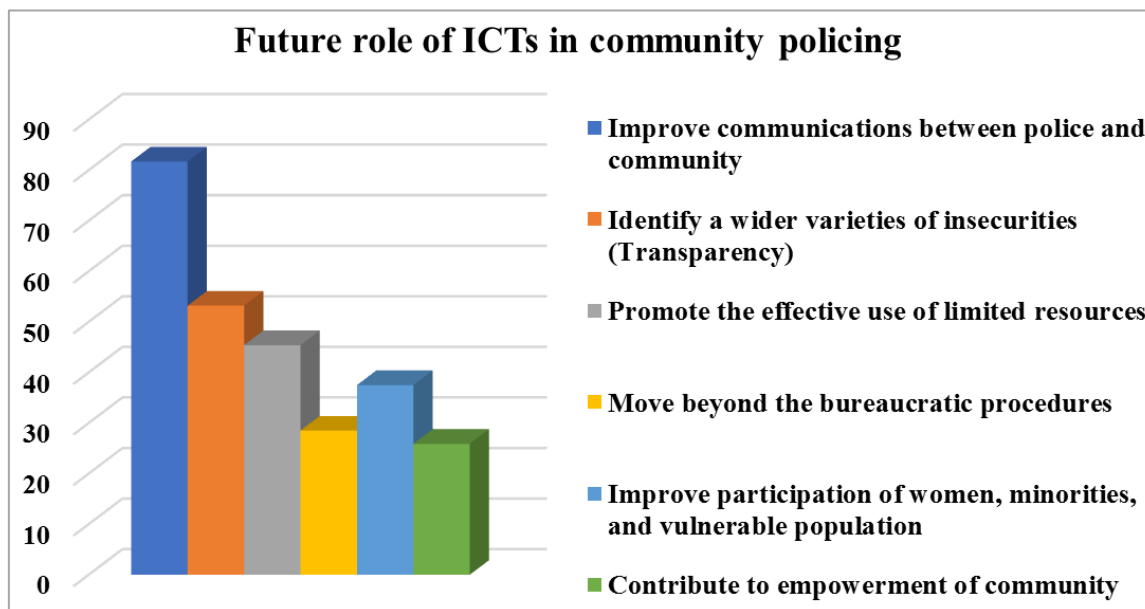 Future role of ICTs in community policing
90
80
70
60
50
40
30
20
10
0
Improve communications between police and
community
Identify a wider varieties of insecurities
(Transparency)
Promote the effective use of limited resources
Move beyond the bureaucratic procedures
Improve participation of women, minorities,
and vulnerable population
Contribute to empowerment of community